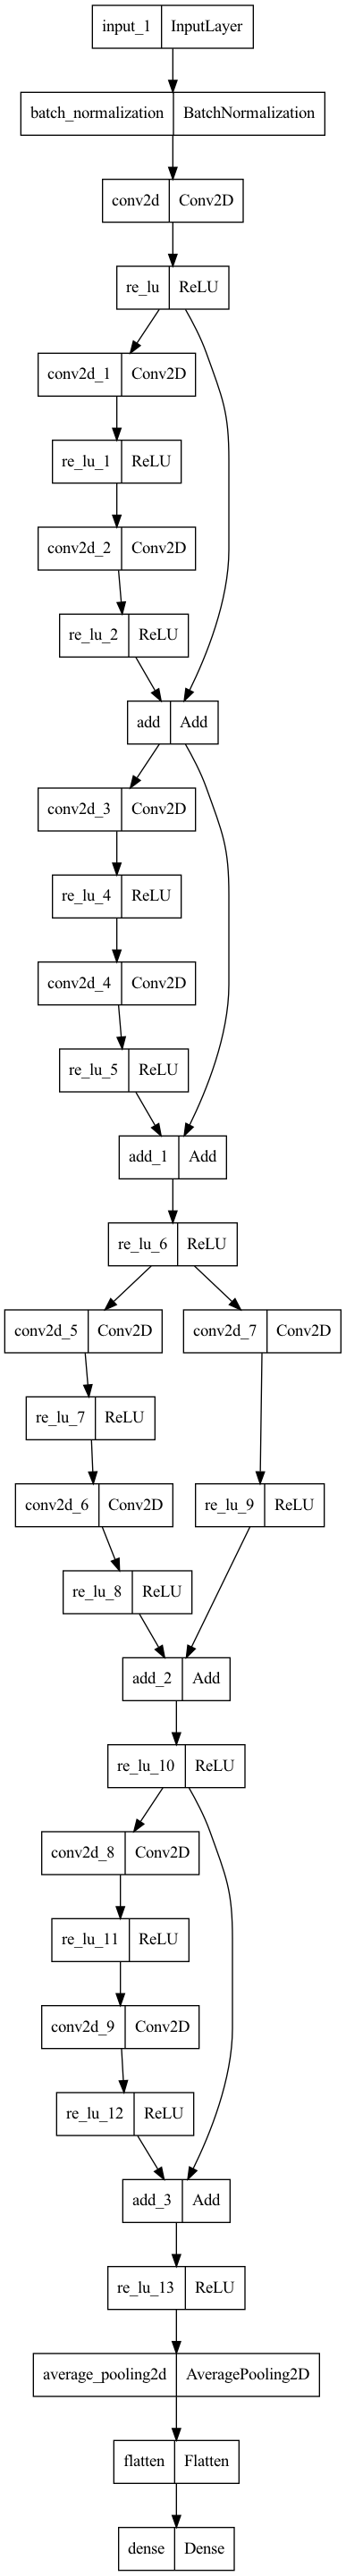 input_1 InputLayer
batch_normalization BatchNormalization
conv2d Conv2D
re_lu ReLU
conv2d_1 Conv2D
re_lu_1 ReLU
conv2d_2 Conv2D
re_lu_2 ReLU
add Add
conv2d_3 Conv2D
re_lu_4 ReLU
conv2d_4 Conv2D
re_lu_5 ReLU
add_1 Add
re_lu_6 ReLU
conv2d_5 Conv2D conv2d_7 Conv2D
re_lu_7 ReLU
conv2d_6 Conv2D re_lu_9 ReLU
re_lu_8 ReLU
add_2 Add
re_lu_10 ReLU
conv2d_8 Conv2D
re_lu_11 ReLU
conv2d_9 Conv2D
re_lu_12 ReLU
add_3 Add
re_lu_13 ReLU
average_pooling2d AveragePooling2D
flatten Flatten
dense Dense